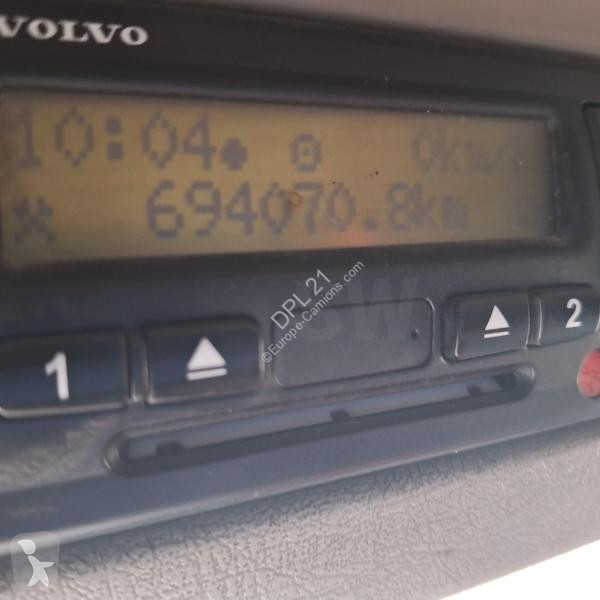 VOLVO
10:04 0km/
694070.8km
DPL 21
©Europe-Camions.com
1
2